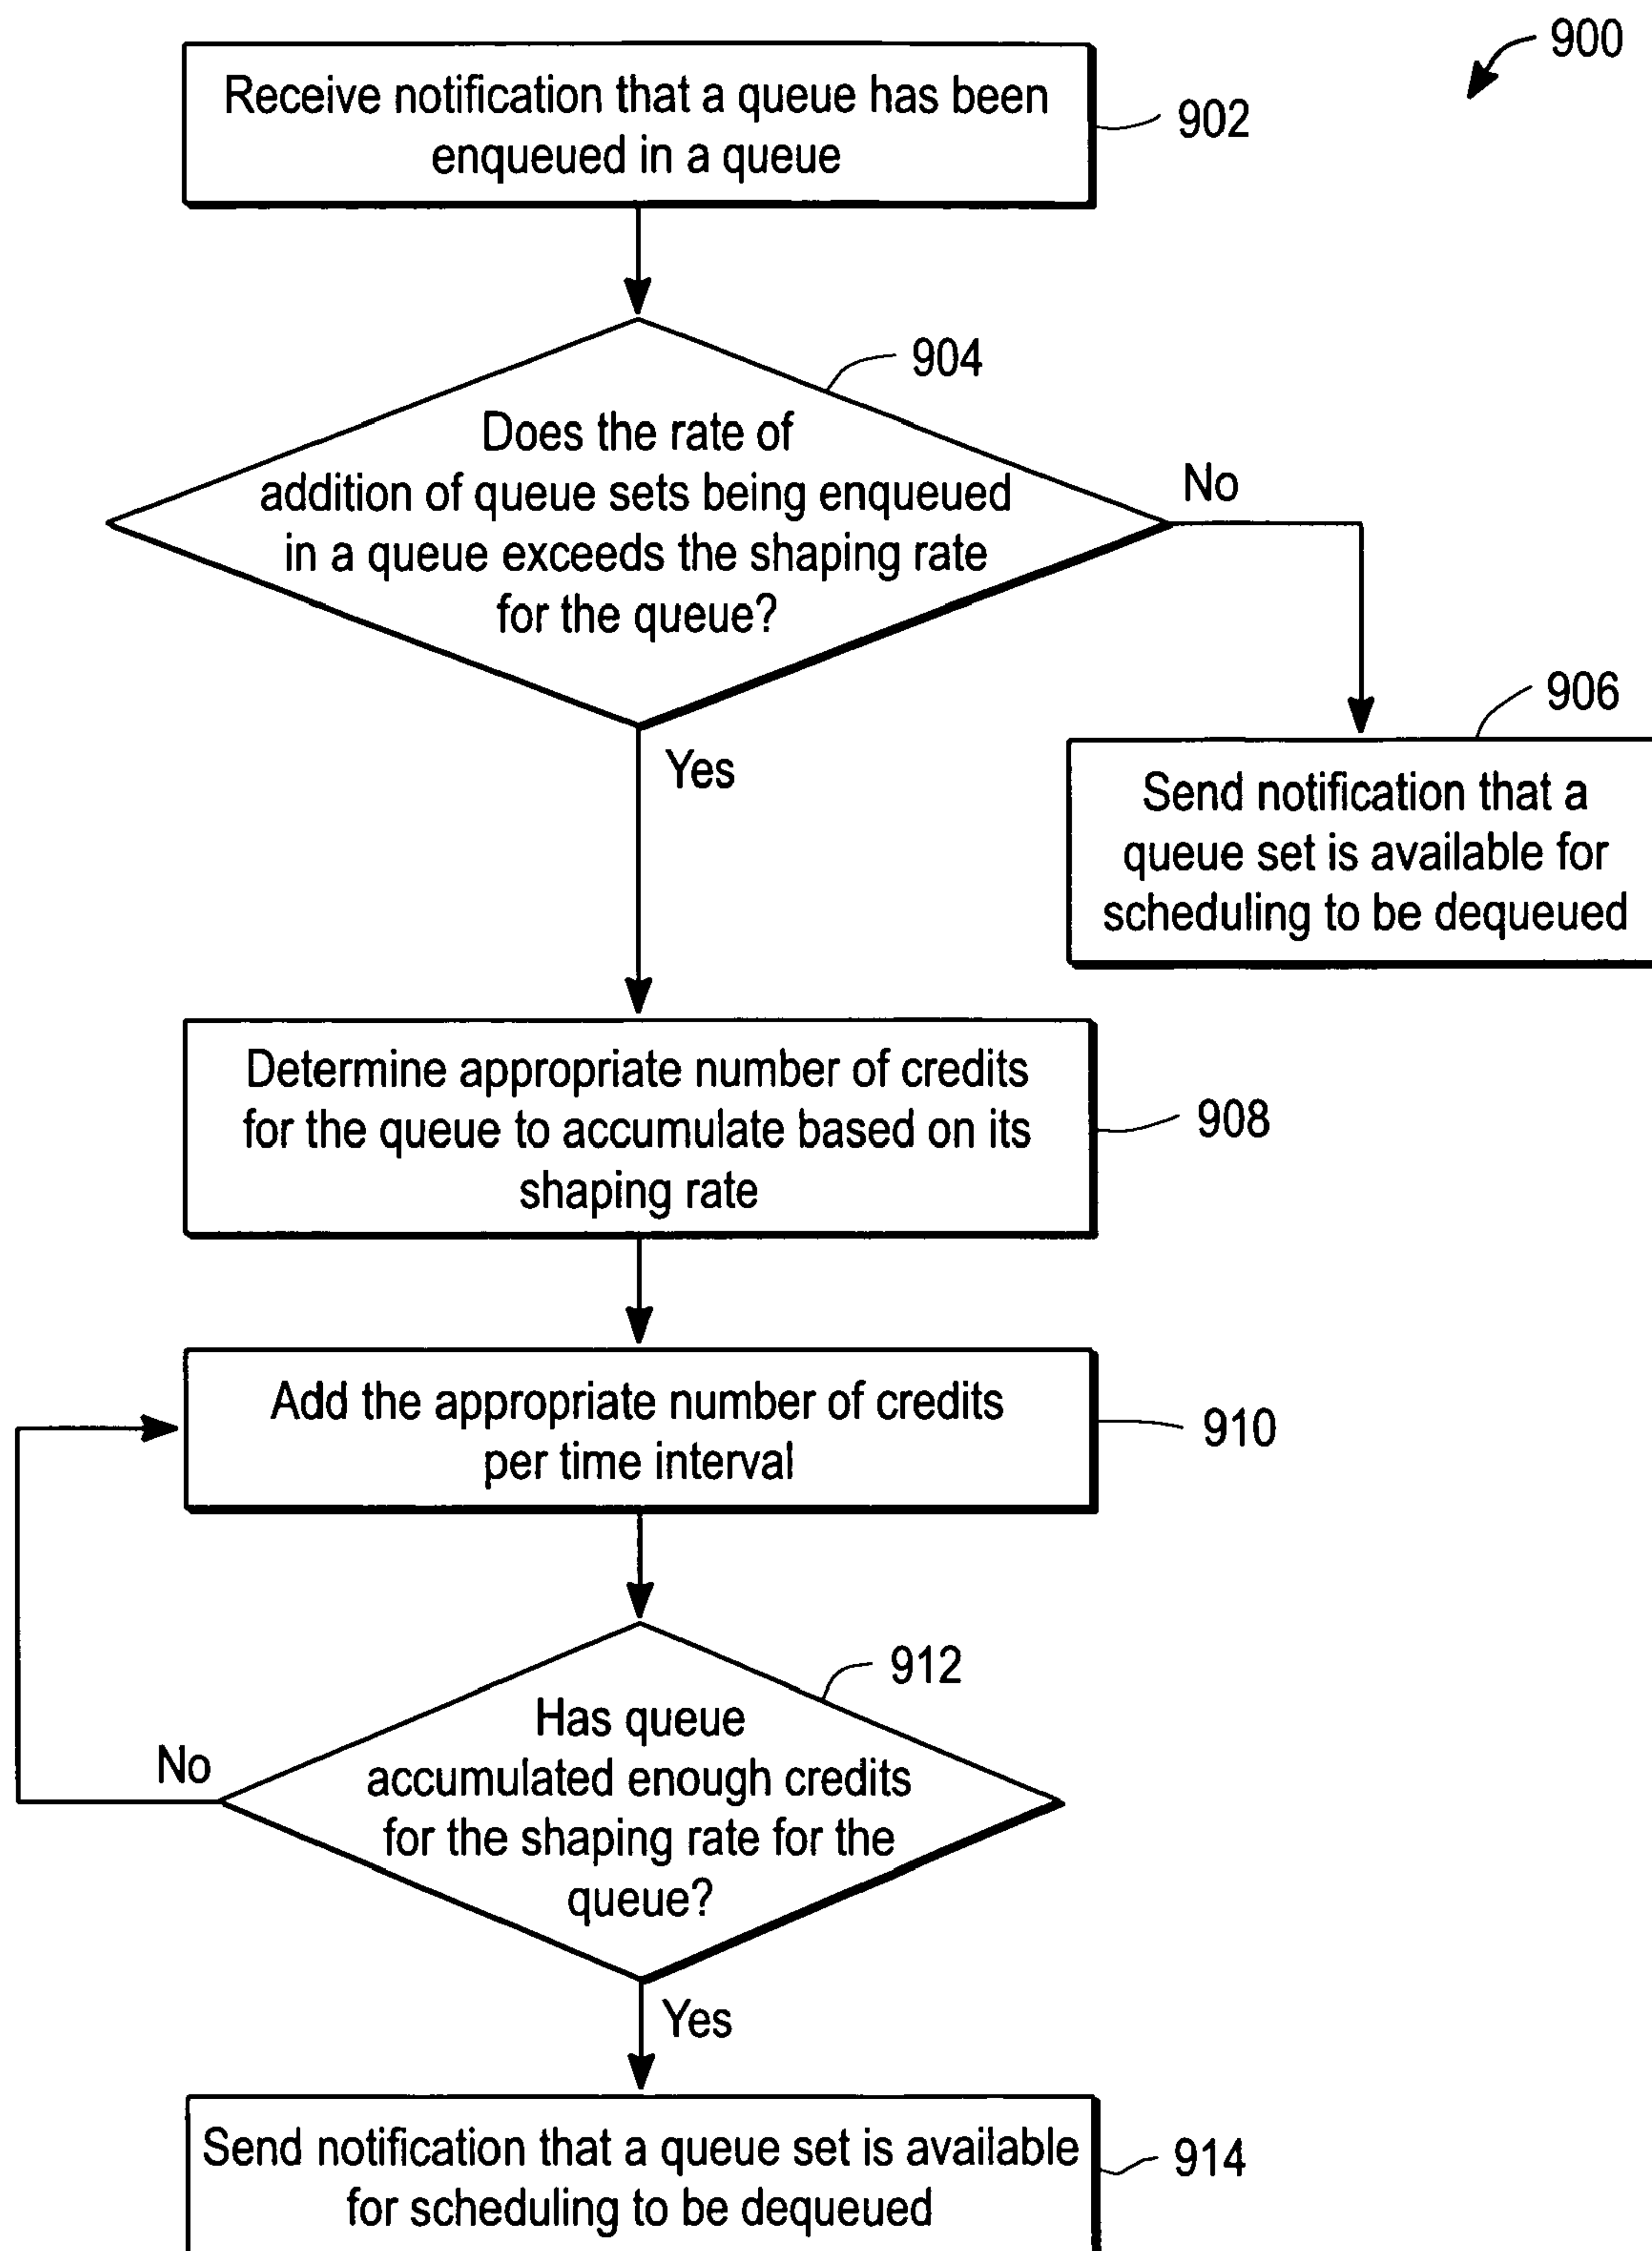 900
Receive notification that a queue has been
enqueued in a queue
902
904
Does the rate of
addition of queue sets being enqueued
in a queue exceeds the shaping rate
for the queue?
No
Yes
906
Send notification that a
queue set is available for
scheduling to be dequeued
Determine appropriate number of credits
for the queue to accumulate based on its
shaping rate
908
Add the appropriate number of credits
per time interval
910
912
Has queue
accumulated enough credits
for the shaping rate for the
queue?
No
Yes
Send notification that a queue set is available
for scheduling to be dequeued
914